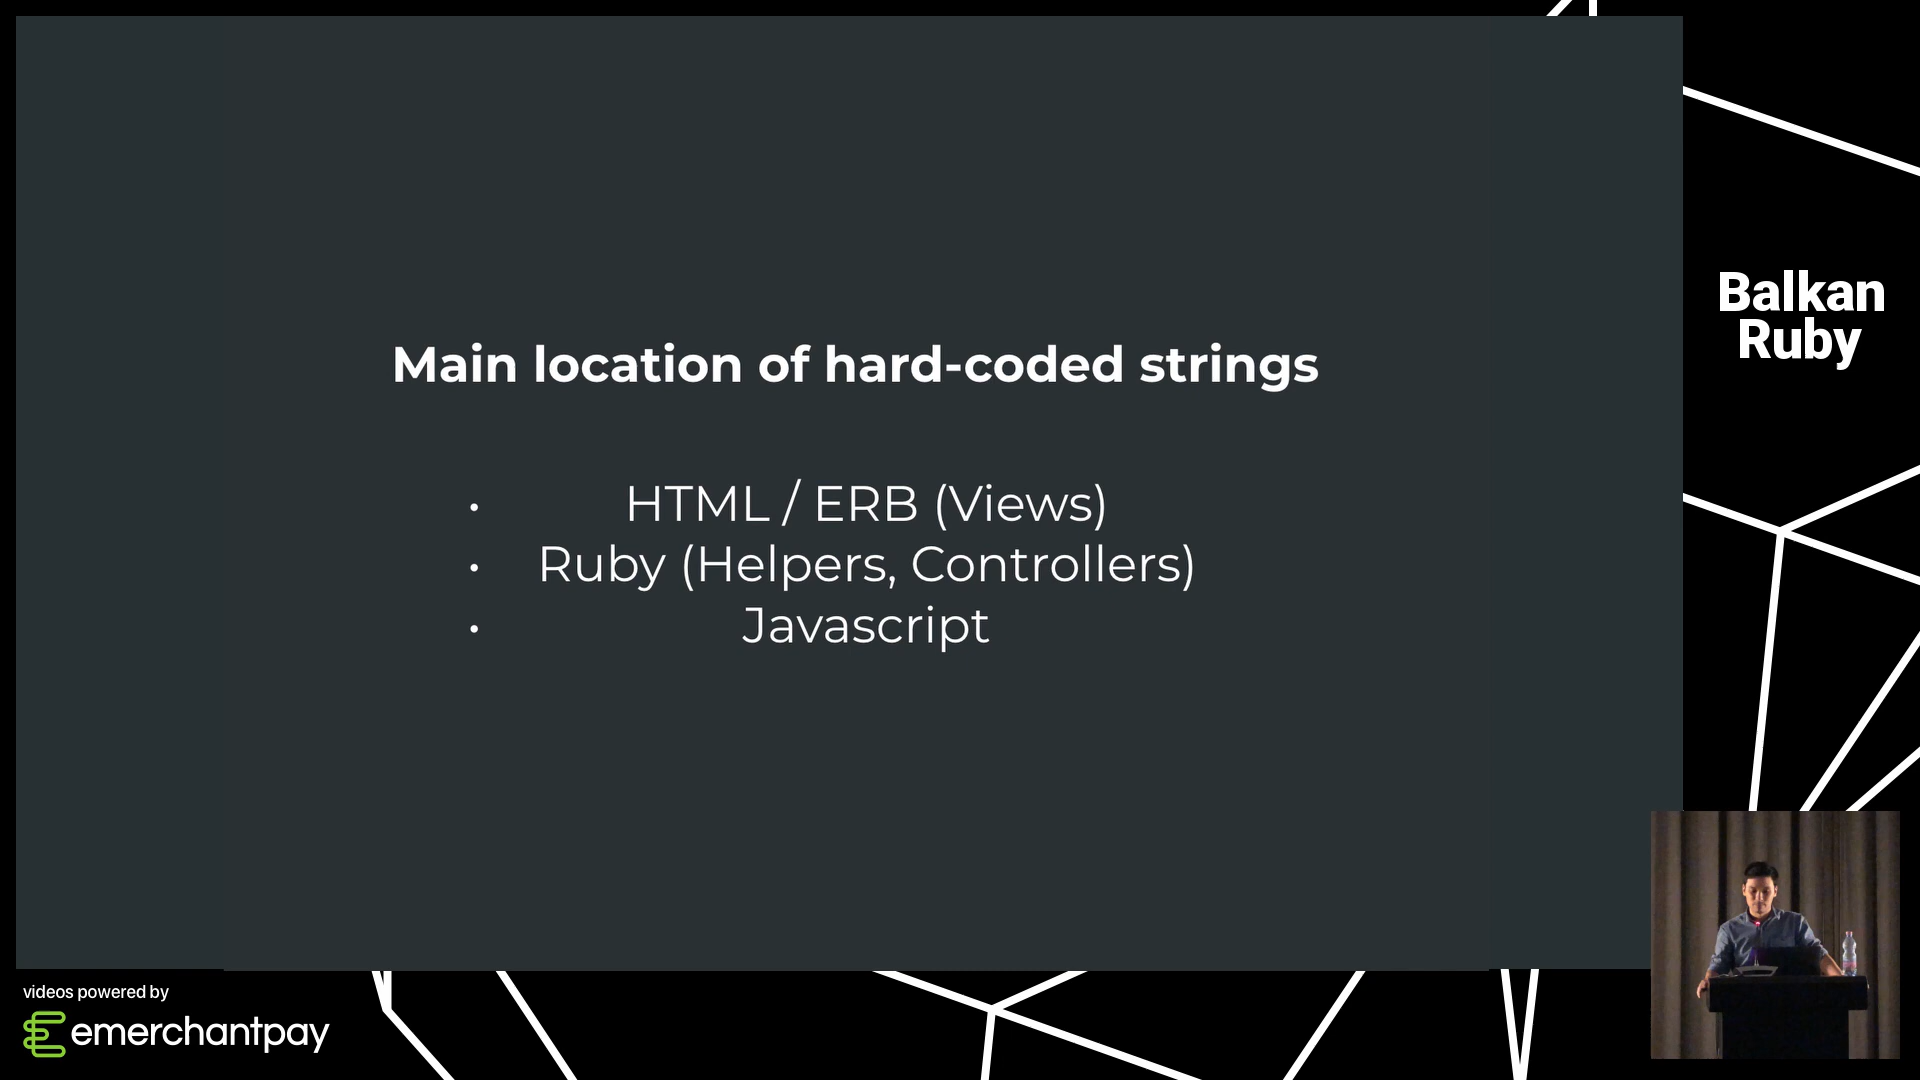 Main location of hard-coded strings
• HTML / ERB (Views)
• Ruby (Helpers, Controllers)
• Javascript
Balkan
Ruby
videos powered by
emerchantpay